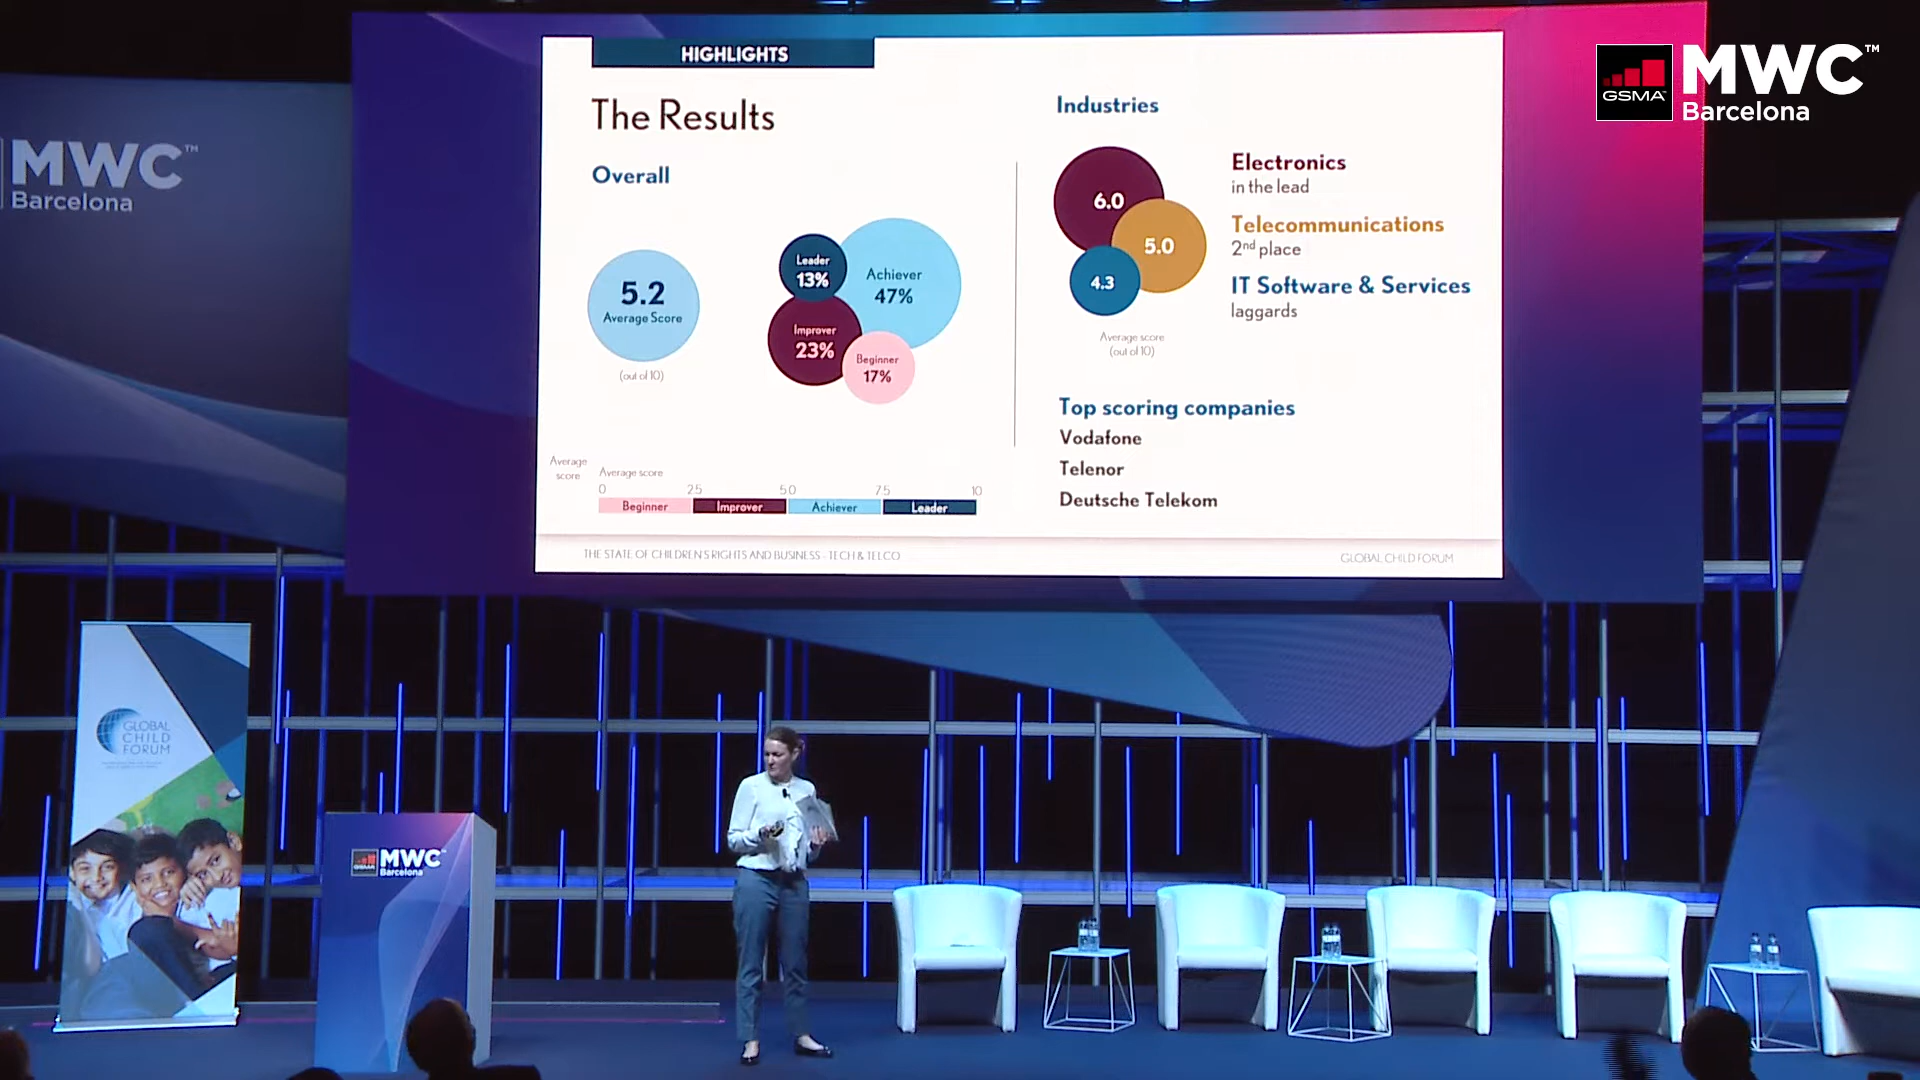 HIGHLIGHTS
The Results
Overall
5.2
Average Score
(out of 10)
Leader
13%
Achiever
47%
Improver
23%
Beginner
17%
Average
score
Average score
0 2.5 5.0 7.5 10
Beginner Improver Achiever Leader
Industries
6.0
5.0
4.3
Average score
(out of 10)
Electronics
in the lead
Telecommunications
2nd place
IT Software & Services
laggards
Top scoring companies
Vodafone
Telenor
Deutsche Telekom
THE STATE OF CHILDREN'S RIGHTS AND BUSINESS - TECH & TELCO
GLOBAL CHILD FORUM
GSMA
MWC™
Barcelona
MWC™
Barcelona
GLOBAL
CHILD
FORUM
GSMA
MWC
Barcelona